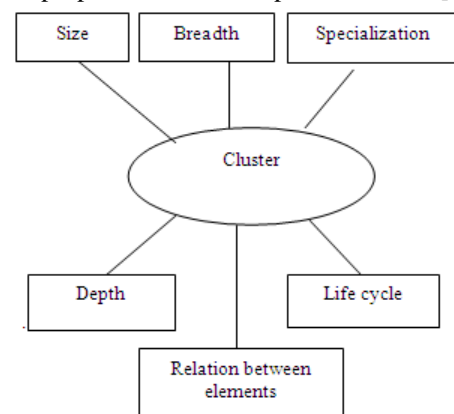 Size
Breadth
Specialization
Cluster
Depth
Life cycle
Relation between
elements